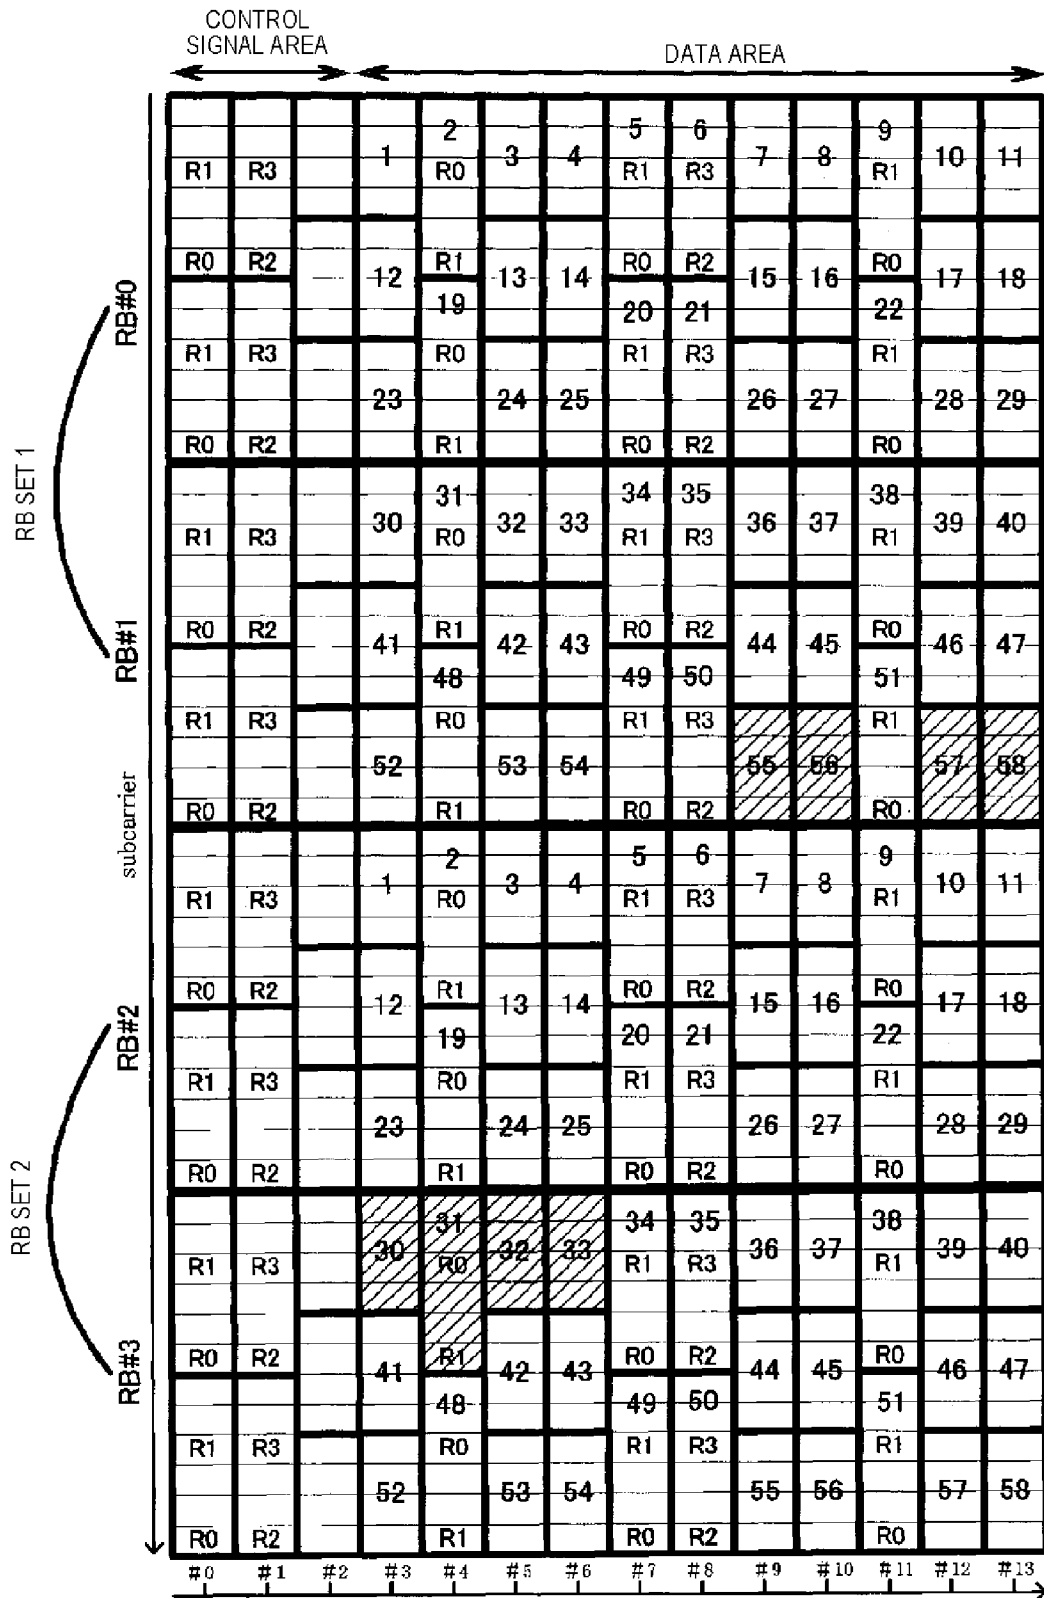 CONTROL
SIGNAL AREA
DATA AREA
2 5 6 9
1 3 4 7 8 10 11
R1 R3 R0 R1 R3 R1
R0 R2 R1 R0 R2 R0
12 13 14 15 16 17 18
19 20 21 22
RB#0
R1 R3 R0 R1 R3 R1
23 24 25 26 27 28 29
R0 R2 R1 R0 R2 R0
RB SET 1
31 34 35 38
30 32 33 36 37 39 40
R1 R3 R0 R1 R3 R1
R0 R2 R1 R0 R2 R0
41 42 43 44 45 46 47
RB#1
48 49 50 51
R1 R3 R0 R1 R3 R1
52 53 54 55 56 57 58
R0 R2 R1 R0 R2 R0
subcarrier
2 5 6 9
1 3 4 7 8 10 11
R1 R3 R0 R1 R3 R1
R0 R2 R1 R0 R2 R0
12 13 14 15 16 17 18
RB#2
19 20 21 22
R1 R3 R0 R1 R3 R1
23 24 25 26 27 28 29
R0 R2 R1 R0 R2 R0
RB SET 2
31 34 35 38
30 32 33 36 37 39 40
R1 R3 R0 R1 R3 R1
R0 R2 R1 R0 R2 R0
41 42 43 44 45 46 47
RB#3
48 49 50 51
R1 R3 R0 R1 R3 R1
52 53 54 55 56 57 58
R0 R2 R1 R0 R2 R0
#0 #1 #2 #3 #4 #5 #6 #7 #8 #9 #10 #11 #12 #13